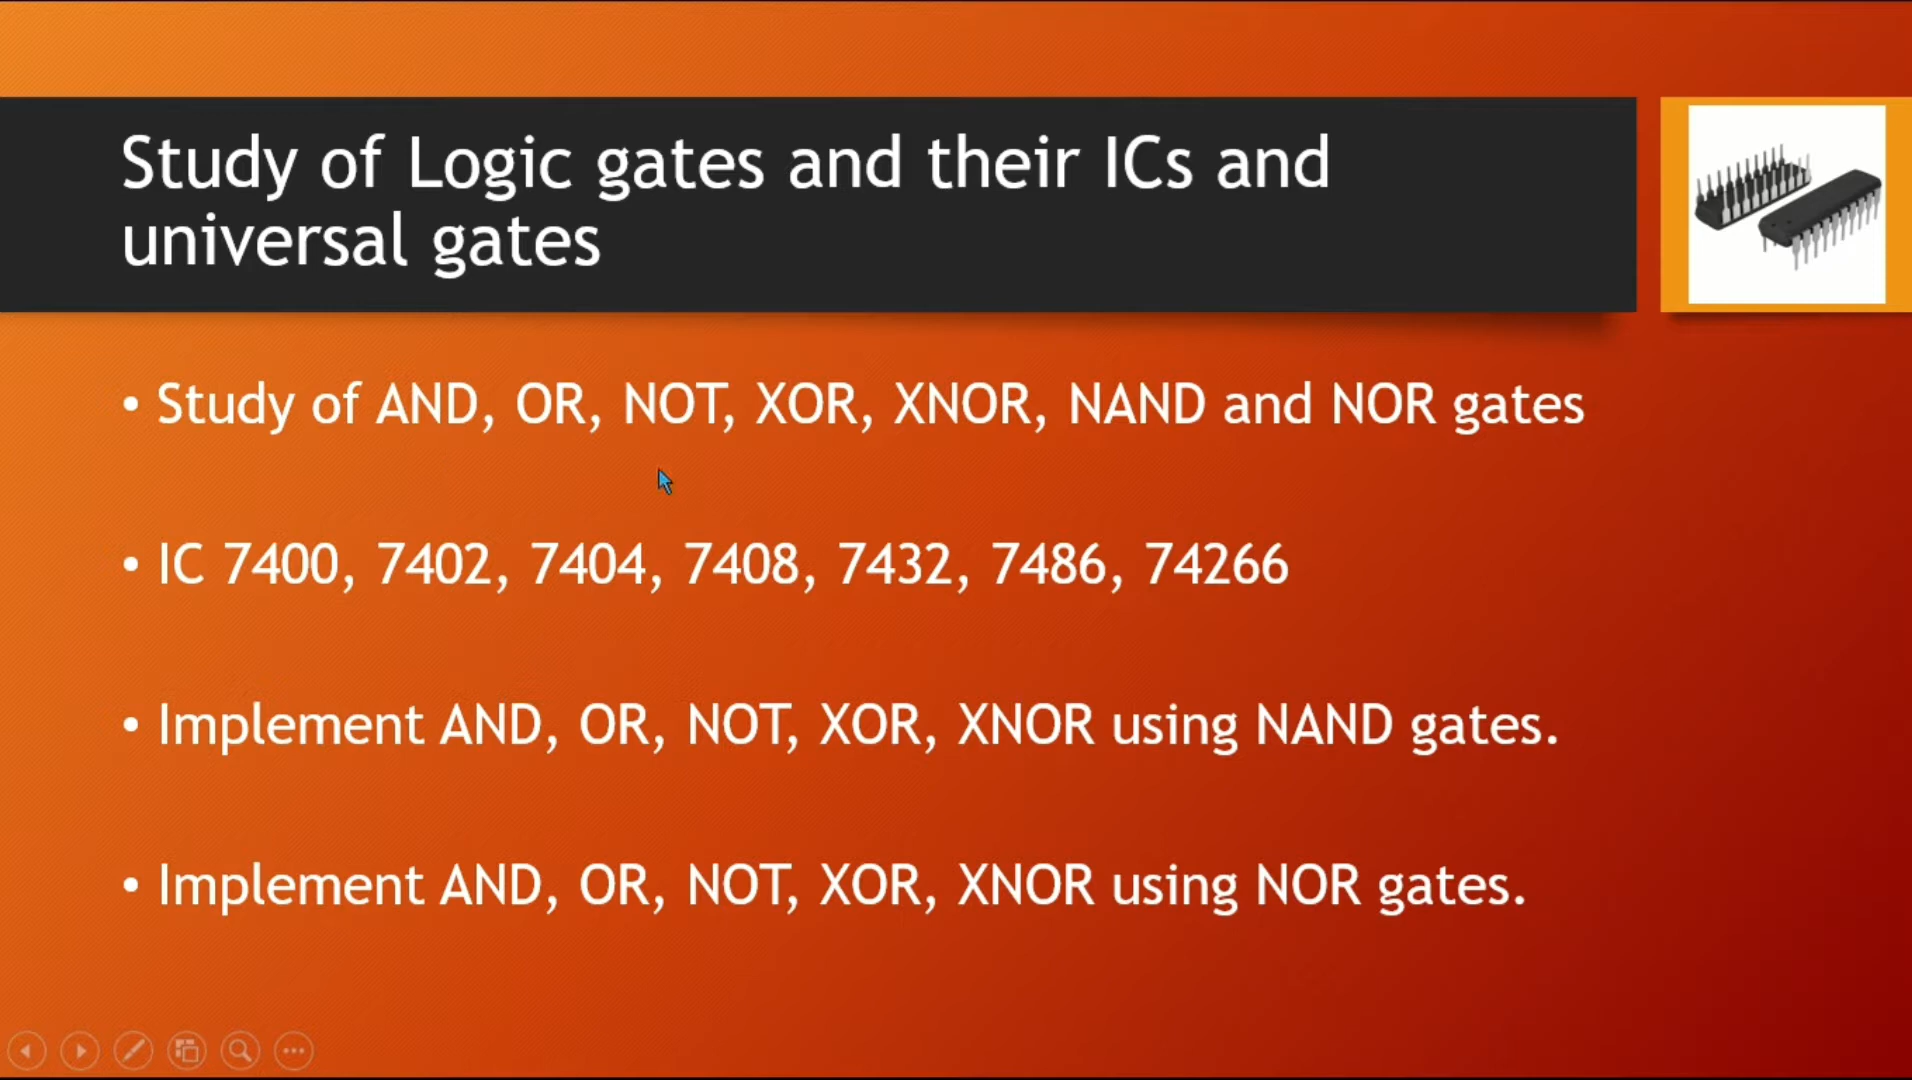 Study of Logic gates and their ICs and
universal gates
• Study of AND, OR, NOT, XOR, XNOR, NAND and NOR gates
• IC 7400, 7402, 7404, 7408, 7432, 7486, 74266
• Implement AND, OR, NOT, XOR, XNOR using NAND gates.
• Implement AND, OR, NOT, XOR, XNOR using NOR gates.